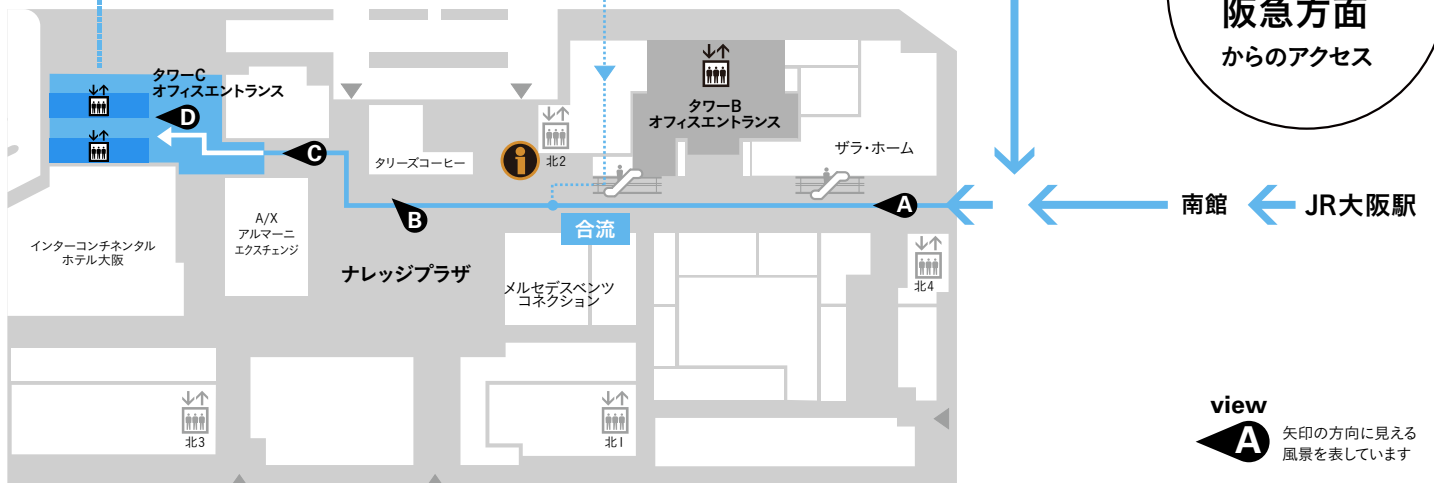 阪急方面
からのアクセス
タワーC
オフィスエントランス
D
タワーB
オフィスエントランス
C
タリーズコーヒー
i
北2
ザラ・ホーム
A
B
合流
南館
JR大阪駅
インターコンチネンタル
ホテル大阪
A/X
アルマーニ
エクスチェンジ
ナレッジプラザ
メルセデスベンツ
コネクション
北4
北3
北1
view
A
矢印の方向に見える
風景を表しています